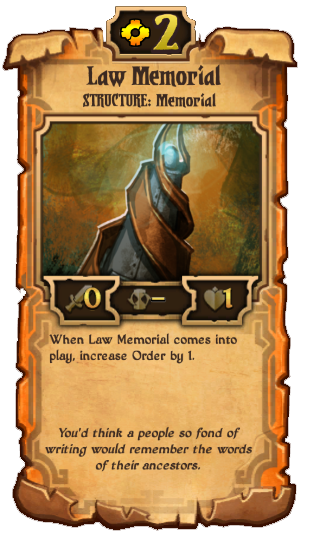 2
Law Memorial
STRUCTURE: Memorial
0 – 1
When Law Memorial comes into
play, increase Order by 1.
You'd think a people so fond of
writing would remember the words
of their ancestors.